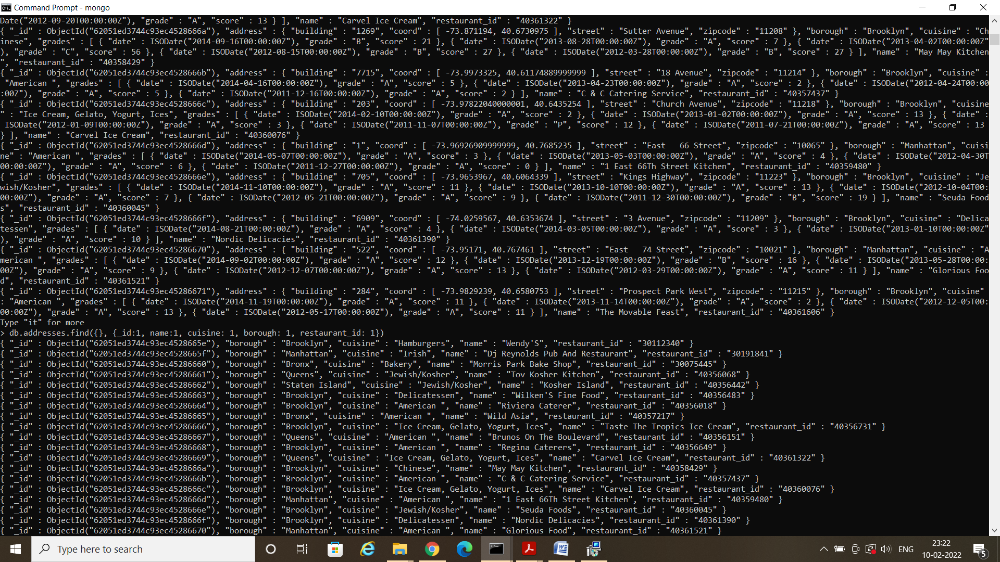 Command Prompt - mongo
Date("2012-09-20T00:00:00Z"), "grade" : "A", "score" : 13 } ], "name" : "Carvel Ice Cream", "restaurant_id" : "40361322" }
{ "_id" : ObjectId("62051ed3744c93ec4528666a"), "address" : { "building" : "1269", "coord" : [ -73.871194, 40.6730975 ], "street" : "Sutter Avenue", "zipcode" : "11208" }, "borough" : "Brooklyn", "cuisine" : "Ch
inese", "grades" : [ { "date" : ISODate("2014-09-16T00:00:00Z"), "grade" : "B", "score" : 21 }, { "date" : ISODate("2013-08-28T00:00:00Z"), "grade" : "A", "score" : 7 }, { "date" : ISODate("2013-04-02T00:00:00Z"
), "grade" : "C", "score" : 56 }, { "date" : ISODate("2012-08-15T00:00:00Z"), "grade" : "B", "score" : 27 }, { "date" : ISODate("2012-03-28T00:00:00Z"), "grade" : "B", "score" : 27 } ], "name" : "May May Kitchen
", "restaurant_id" : "40358429" }
{ "_id" : ObjectId("62051ed3744c93ec4528666b"), "address" : { "building" : "7715", "coord" : [ -73.9973325, 40.61174889999999 ], "street" : "18 Avenue", "zipcode" : "11214" }, "borough" : "Brooklyn", "cuisine" :
 "American ", "grades" : [ { "date" : ISODate("2014-04-16T00:00:00Z"), "grade" : "A", "score" : 5 }, { "date" : ISODate("2013-04-23T00:00:00Z"), "grade" : "A", "score" : 2 }, { "date" : ISODate("2012-04-24T00:00
:00Z"), "grade" : "A", "score" : 5 }, { "date" : ISODate("2011-12-16T00:00:00Z"), "grade" : "A", "score" : 2 } ], "name" : "C & C Catering Service", "restaurant_id" : "40357437" }
{ "_id" : ObjectId("62051ed3744c93ec4528666c"), "address" : { "building" : "203", "coord" : [ -73.97822040000001, 40.6435254 ], "street" : "Church Avenue", "zipcode" : "11218" }, "borough" : "Brooklyn", "cuisine
" : "Ice Cream, Gelato, Yogurt, Ices", "grades" : [ { "date" : ISODate("2014-02-10T00:00:00Z"), "grade" : "A", "score" : 2 }, { "date" : ISODate("2013-01-02T00:00:00Z"), "grade" : "A", "score" : 13 }, { "date" :
 ISODate("2012-01-09T00:00:00Z"), "grade" : "A", "score" : 3 }, { "date" : ISODate("2011-11-07T00:00:00Z"), "grade" : "P", "score" : 12 }, { "date" : ISODate("2011-07-21T00:00:00Z"), "grade" : "A", "score" : 13
} ], "name" : "Carvel Ice Cream", "restaurant_id" : "40360076" }
{ "_id" : ObjectId("62051ed3744c93ec4528666d"), "address" : { "building" : "1", "coord" : [ -73.96926909999999, 40.7685235 ], "street" : "East   66 Street", "zipcode" : "10065" }, "borough" : "Manhattan", "cuisi
ne" : "American ", "grades" : [ { "date" : ISODate("2014-05-07T00:00:00Z"), "grade" : "A", "score" : 3 }, { "date" : ISODate("2013-05-03T00:00:00Z"), "grade" : "A", "score" : 4 }, { "date" : ISODate("2012-04-30T
00:00:00Z"), "grade" : "A", "score" : 6 }, { "date" : ISODate("2011-12-27T00:00:00Z"), "grade" : "A", "score" : 0 } ], "name" : "1 East 66Th Street Kitchen", "restaurant_id" : "40359480" }
{ "_id" : ObjectId("62051ed3744c93ec4528666e"), "address" : { "building" : "705", "coord" : [ -73.9653967, 40.6064339 ], "street" : "Kings Highway", "zipcode" : "11223" }, "borough" : "Brooklyn", "cuisine" : "Je
wish/Kosher", "grades" : [ { "date" : ISODate("2014-11-10T00:00:00Z"), "grade" : "A", "score" : 11 }, { "date" : ISODate("2013-10-10T00:00:00Z"), "grade" : "A", "score" : 13 }, { "date" : ISODate("2012-10-04T00:
00:00Z"), "grade" : "A", "score" : 7 }, { "date" : ISODate("2012-05-21T00:00:00Z"), "grade" : "A", "score" : 9 }, { "date" : ISODate("2011-12-30T00:00:00Z"), "grade" : "B", "score" : 19 } ], "name" : "Seuda Food
s", "restaurant_id" : "40360045" }
{ "_id" : ObjectId("62051ed3744c93ec4528666f"), "address" : { "building" : "6909", "coord" : [ -74.0259567, 40.6353674 ], "street" : "3 Avenue", "zipcode" : "11209" }, "borough" : "Brooklyn", "cuisine" : "Delica
tessen", "grades" : [ { "date" : ISODate("2014-08-21T00:00:00Z"), "grade" : "A", "score" : 4 }, { "date" : ISODate("2014-03-05T00:00:00Z"), "grade" : "A", "score" : 3 }, { "date" : ISODate("2013-01-10T00:00:00Z"
), "grade" : "A", "score" : 10 } ], "name" : "Nordic Delicacies", "restaurant_id" : "40361390" }
{ "_id" : ObjectId("62051ed3744c93ec45286670"), "address" : { "building" : "522", "coord" : [ -73.95171, 40.767461 ], "street" : "East   74 Street", "zipcode" : "10021" }, "borough" : "Manhattan", "cuisine" : "A
merican ", "grades" : [ { "date" : ISODate("2014-09-02T00:00:00Z"), "grade" : "A", "score" : 12 }, { "date" : ISODate("2013-12-19T00:00:00Z"), "grade" : "B", "score" : 16 }, { "date" : ISODate("2013-05-28T00:00:
00Z"), "grade" : "A", "score" : 9 }, { "date" : ISODate("2012-12-07T00:00:00Z"), "grade" : "A", "score" : 13 }, { "date" : ISODate("2012-03-29T00:00:00Z"), "grade" : "A", "score" : 11 } ], "name" : "Glorious Foo
d", "restaurant_id" : "40361521" }
{ "_id" : ObjectId("62051ed3744c93ec45286671"), "address" : { "building" : "284", "coord" : [ -73.9829239, 40.6580753 ], "street" : "Prospect Park West", "zipcode" : "11215" }, "borough" : "Brooklyn", "cuisine"
: "American ", "grades" : [ { "date" : ISODate("2014-11-19T00:00:00Z"), "grade" : "A", "score" : 11 }, { "date" : ISODate("2013-11-14T00:00:00Z"), "grade" : "A", "score" : 2 }, { "date" : ISODate("2012-12-05T00:
00:00Z"), "grade" : "A", "score" : 13 }, { "date" : ISODate("2012-05-17T00:00:00Z"), "grade" : "A", "score" : 11 } ], "name" : "The Movable Feast", "restaurant_id" : "40361606" }
Type "it" for more
> db.addresses.find({}, {_id:1, name:1, cuisine: 1, borough: 1, restaurant_id: 1})
{ "_id" : ObjectId("62051ed3744c93ec4528665e"), "borough" : "Brooklyn", "cuisine" : "Hamburgers", "name" : "Wendy'S", "restaurant_id" : "30112340" }
{ "_id" : ObjectId("62051ed3744c93ec4528665f"), "borough" : "Manhattan", "cuisine" : "Irish", "name" : "Dj Reynolds Pub And Restaurant", "restaurant_id" : "30191841" }
{ "_id" : ObjectId("62051ed3744c93ec45286660"), "borough" : "Bronx", "cuisine" : "Bakery", "name" : "Morris Park Bake Shop", "restaurant_id" : "30075445" }
{ "_id" : ObjectId("62051ed3744c93ec45286661"), "borough" : "Queens", "cuisine" : "Jewish/Kosher", "name" : "Tov Kosher Kitchen", "restaurant_id" : "40356068" }
{ "_id" : ObjectId("62051ed3744c93ec45286662"), "borough" : "Staten Island", "cuisine" : "Jewish/Kosher", "name" : "Kosher Island", "restaurant_id" : "40356442" }
{ "_id" : ObjectId("62051ed3744c93ec45286663"), "borough" : "Brooklyn", "cuisine" : "Delicatessen", "name" : "Wilken'S Fine Food", "restaurant_id" : "40356483" }
{ "_id" : ObjectId("62051ed3744c93ec45286664"), "borough" : "Brooklyn", "cuisine" : "American ", "name" : "Riviera Caterer", "restaurant_id" : "40356018" }
{ "_id" : ObjectId("62051ed3744c93ec45286665"), "borough" : "Bronx", "cuisine" : "American ", "name" : "Wild Asia", "restaurant_id" : "40357217" }
{ "_id" : ObjectId("62051ed3744c93ec45286666"), "borough" : "Brooklyn", "cuisine" : "Ice Cream, Gelato, Yogurt, Ices", "name" : "Taste The Tropics Ice Cream", "restaurant_id" : "40356731" }
{ "_id" : ObjectId("62051ed3744c93ec45286667"), "borough" : "Queens", "cuisine" : "American ", "name" : "Brunos On The Boulevard", "restaurant_id" : "40356151" }
{ "_id" : ObjectId("62051ed3744c93ec45286668"), "borough" : "Brooklyn", "cuisine" : "American ", "name" : "Regina Caterers", "restaurant_id" : "40356649" }
{ "_id" : ObjectId("62051ed3744c93ec45286669"), "borough" : "Queens", "cuisine" : "Ice Cream, Gelato, Yogurt, Ices", "name" : "Carvel Ice Cream", "restaurant_id" : "40361322" }
{ "_id" : ObjectId("62051ed3744c93ec4528666a"), "borough" : "Brooklyn", "cuisine" : "Chinese", "name" : "May May Kitchen", "restaurant_id" : "40358429" }
{ "_id" : ObjectId("62051ed3744c93ec4528666b"), "borough" : "Brooklyn", "cuisine" : "American ", "name" : "C & C Catering Service", "restaurant_id" : "40357437" }
{ "_id" : ObjectId("62051ed3744c93ec4528666c"), "borough" : "Brooklyn", "cuisine" : "Ice Cream, Gelato, Yogurt, Ices", "name" : "Carvel Ice Cream", "restaurant_id" : "40360076" }
{ "_id" : ObjectId("62051ed3744c93ec4528666d"), "borough" : "Manhattan", "cuisine" : "American ", "name" : "1 East 66Th Street Kitchen", "restaurant_id" : "40359480" }
{ "_id" : ObjectId("62051ed3744c93ec4528666e"), "borough" : "Brooklyn", "cuisine" : "Jewish/Kosher", "name" : "Seuda Foods", "restaurant_id" : "40360045" }
{ "_id" : ObjectId("62051ed3744c93ec4528666f"), "borough" : "Brooklyn", "cuisine" : "Delicatessen", "name" : "Nordic Delicacies", "restaurant_id" : "40361390" }
{ "_id" : ObjectId("62051ed3744c93ec45286670"), "borough" : "Manhattan", "cuisine" : "American ", "name" : "Glorious Food", "restaurant_id" : "40361521" }
Type here to search
ENG
23:22
10-02-2022
5